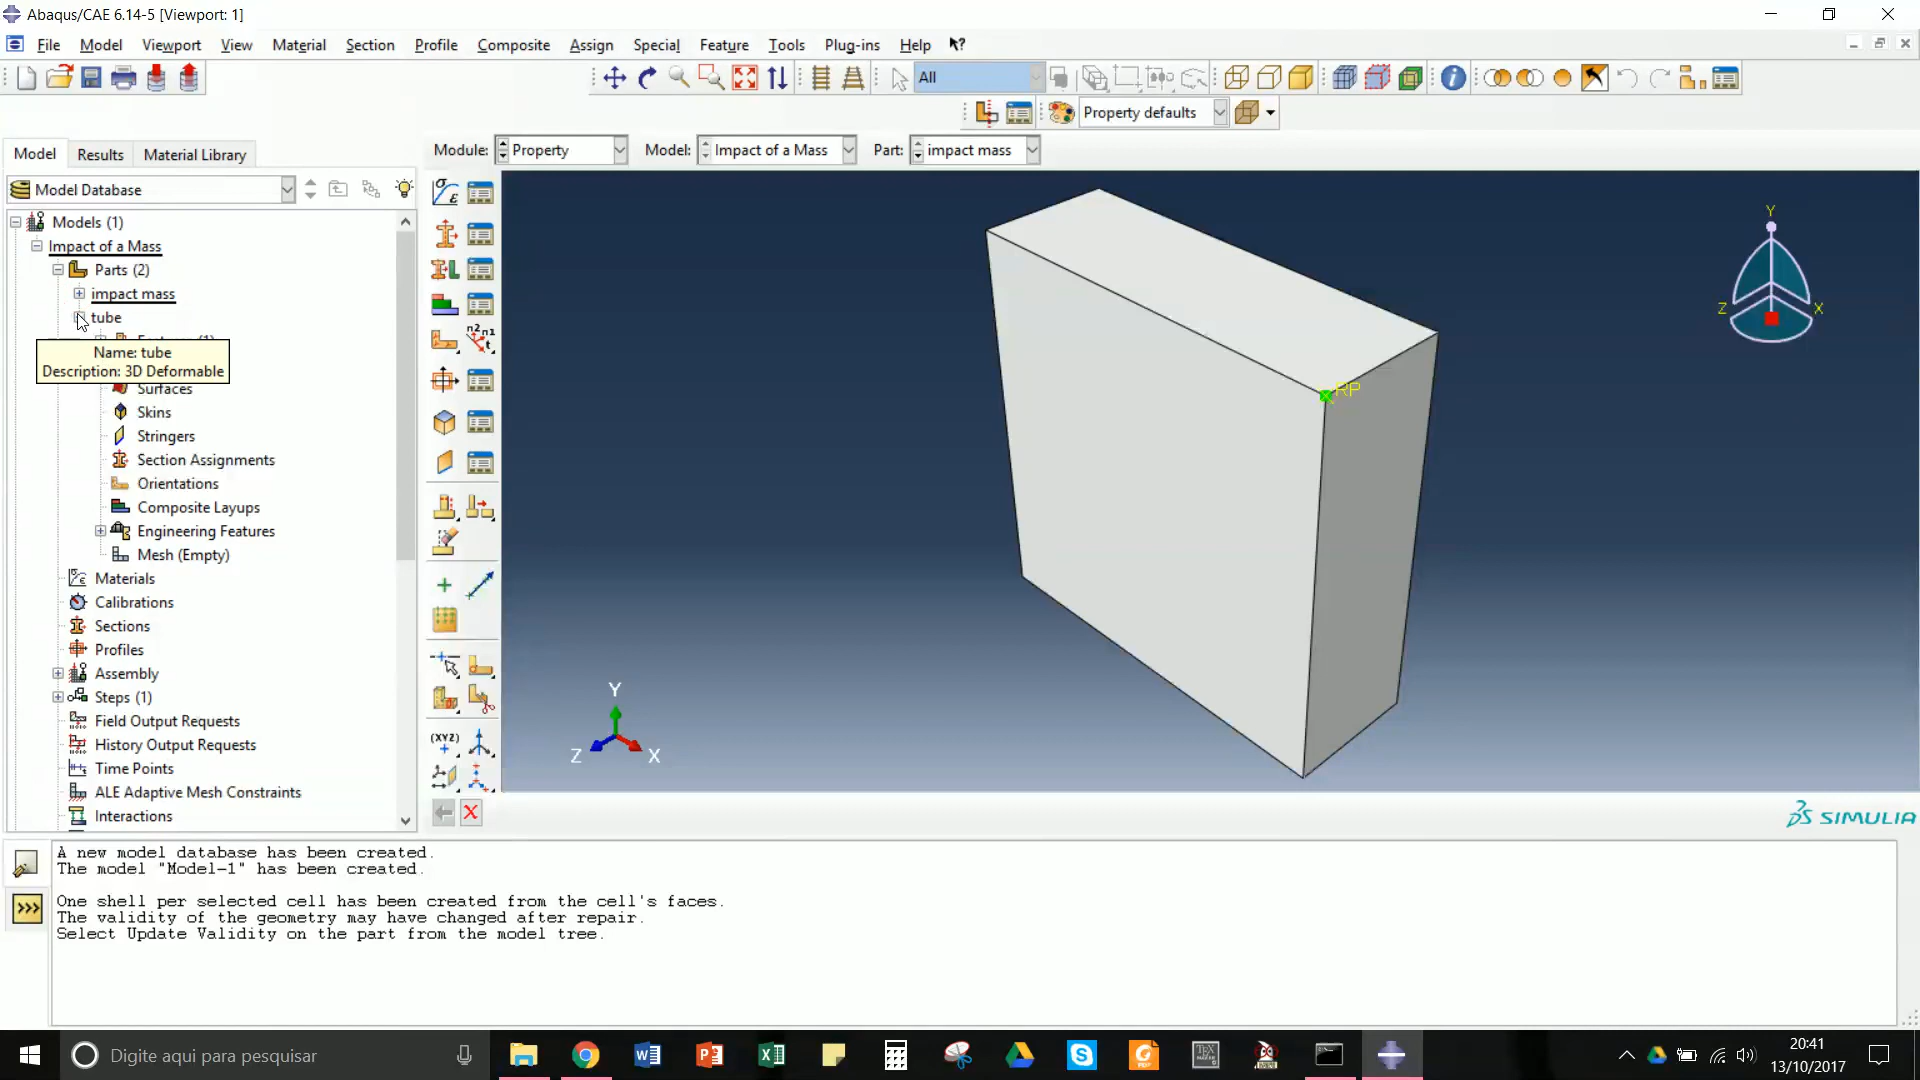 Abaqus/CAE 6.14-5 [Viewport: 1]
File Model Viewport View Material Section Profile Composite Assign Special Feature Tools Plug-ins Help
All
Property defaults
Model Results Material Library
Module: Property Model: Impact of a Mass Part: impact mass
Model Database
Models (1)
Impact of a Mass
Parts (2)
impact mass
tube
Name: tube
Description: 3D Deformable
Surfaces
Skins
Stringers
Section Assignments
Orientations
Composite Layups
Engineering Features
Mesh (Empty)
Materials
Calibrations
Sections
Profiles
Assembly
Steps (1)
Field Output Requests
History Output Requests
Time Points
ALE Adaptive Mesh Constraints
Interactions
n2 n1
(XYZ)
RP
Y
Z X
Y
Z X
SIMULIA
A new model database has been created.
The model "Model-1" has been created.
One shell per selected cell has been created from the cell's faces.
The validity of the geometry may have changed after repair.
Select Update Validity on the part from the model tree.
>>>
Digite aqui para pesquisar
20:41
13/10/2017